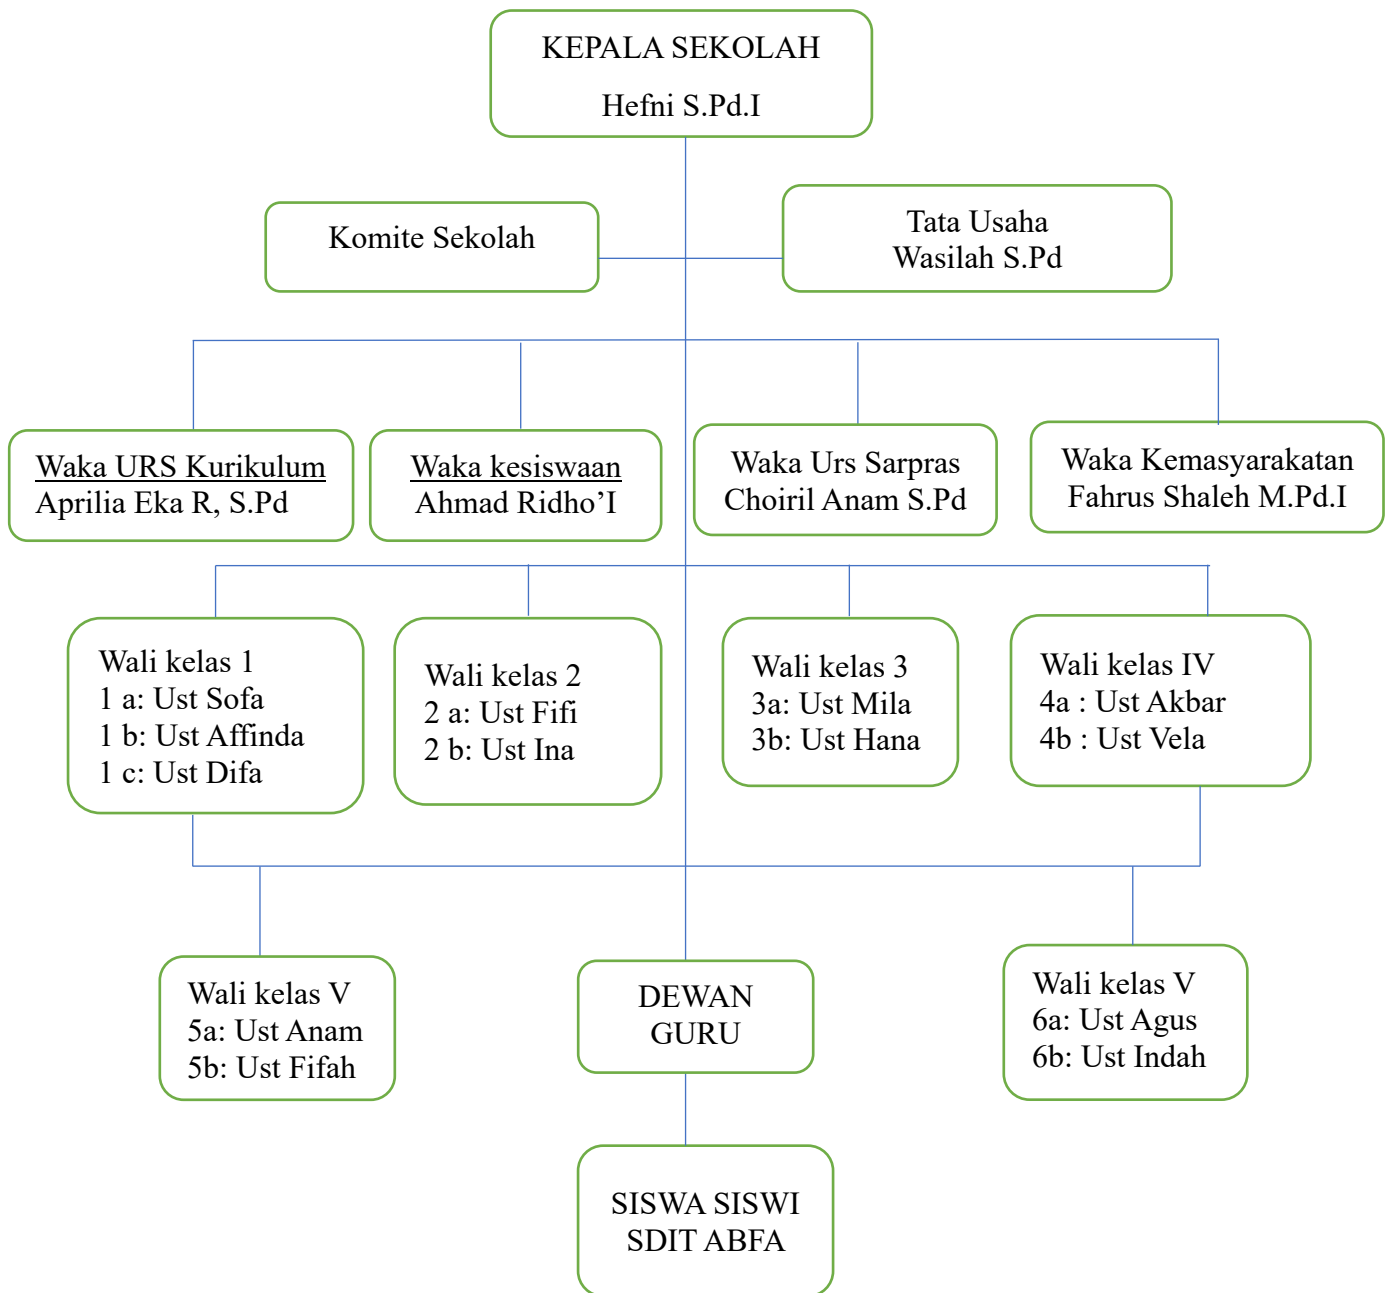 KEPALA SEKOLAH
Hefni S.Pd.I
Komite Sekolah
Tata Usaha
Wasilah S.Pd
Waka URS Kurikulum
Aprilia Eka R, S.Pd
Waka kesiswaan
Ahmad Ridho’I
Waka Urs Sarpras
Choiril Anam S.Pd
Waka Kemasyarakatan
Fahrus Shaleh M.Pd.I
Wali kelas 1
1 a: Ust Sofa
1 b: Ust Affinda
1 c: Ust Difa
Wali kelas 2
2 a: Ust Fifi
2 b: Ust Ina
Wali kelas 3
3a: Ust Mila
3b: Ust Hana
Wali kelas IV
4a : Ust Akbar
4b : Ust Vela
Wali kelas V
5a: Ust Anam
5b: Ust Fifah
DEWAN
GURU
Wali kelas V
6a: Ust Agus
6b: Ust Indah
SISWA SISWI
SDIT ABFA